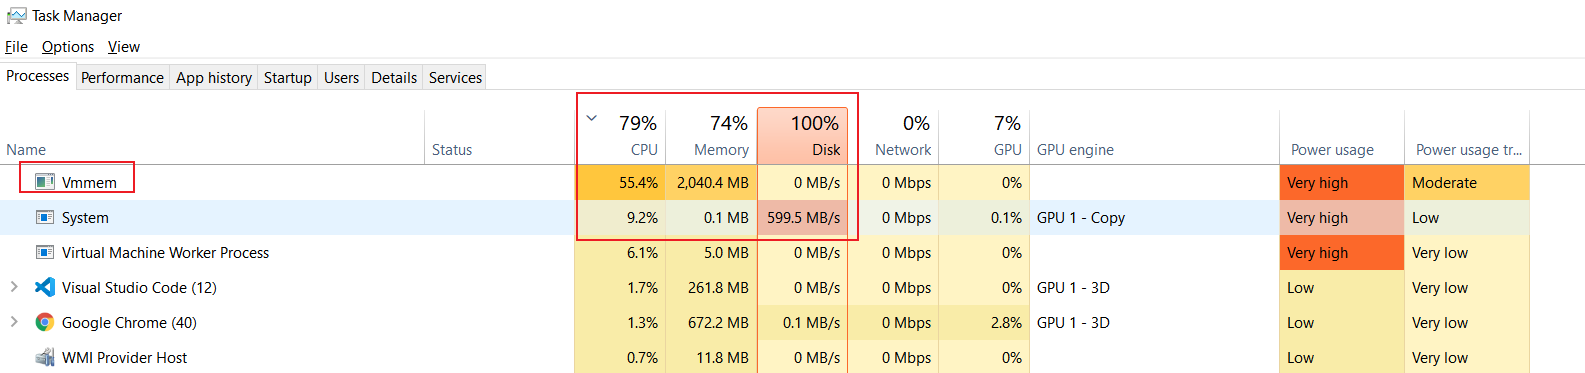 Task Manager
File Options View
Processes Performance App history Startup Users Details Services
79% 74% 100% 0% 7%
Name Status CPU Memory Disk Network GPU GPU engine Power usage Power usage tr...
Vmmem 55.4% 2,040.4 MB 0 MB/s 0 Mbps 0% Very high Moderate
System 9.2% 0.1 MB 599.5 MB/s 0 Mbps 0.1% GPU 1 - Copy Very high Low
Virtual Machine Worker Process 6.1% 5.0 MB 0 MB/s 0 Mbps 0% Very high Very low
Visual Studio Code (12) 1.7% 261.8 MB 0 MB/s 0 Mbps 0% GPU 1 - 3D Low Very low
Google Chrome (40) 1.3% 672.2 MB 0.1 MB/s 0 Mbps 2.8% GPU 1 - 3D Low Very low
WMI Provider Host 0.7% 11.8 MB 0 MB/s 0 Mbps 0% Low Very low